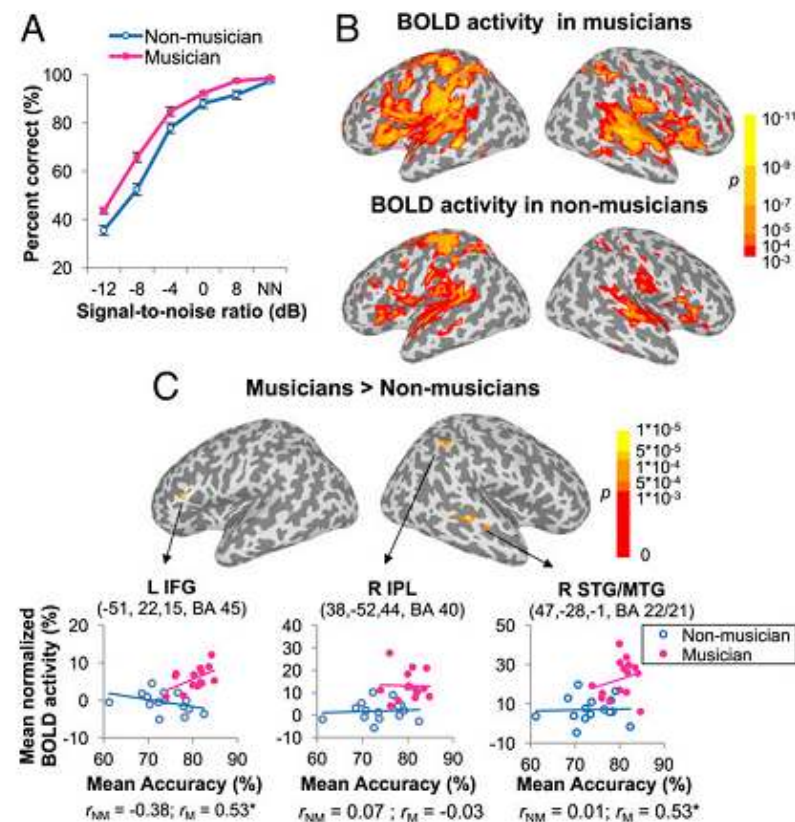 A
Non-musician
Musician
Percent correct (%)
100
80
60
40
20
-12 -8 -4 0 8 NN
Signal-to-noise ratio (dB)
B
BOLD activity in musicians
BOLD activity in non-musicians
p
10-11
10-9
10-7
10-5
10-4
10-3
C
Musicians > Non-musicians
p
1*10-5
5*10-5
1*10-4
5*10-4
1*10-3
0
L IFG
(-51, 22,15, BA 45)
R IPL
(38,-52,44, BA 40)
R STG/MTG
(47,-28,-1, BA 22/21)
Non-musician
Musician
Mean normalized
BOLD activity (%)
20
10
0
-10
60 70 80 90
Mean Accuracy (%)
rNM = -0.38; rM = 0.53*
40
30
20
10
0
-10
60 70 80 90
Mean Accuracy (%)
rNM = 0.07 ; rM = -0.03
50
30
10
-10
60 70 80 90
Mean Accuracy (%)
rNM = 0.01; rM = 0.53*